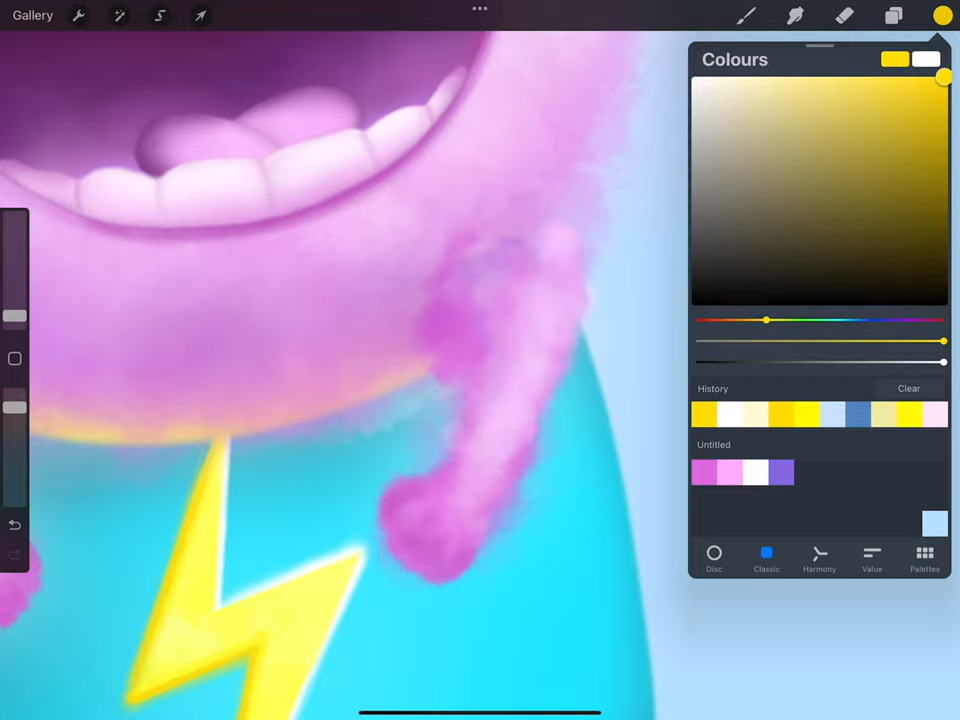 Gallery
Colours
History
Clear
Untitled
Disc
Classic
Harmony
Value
Palettes